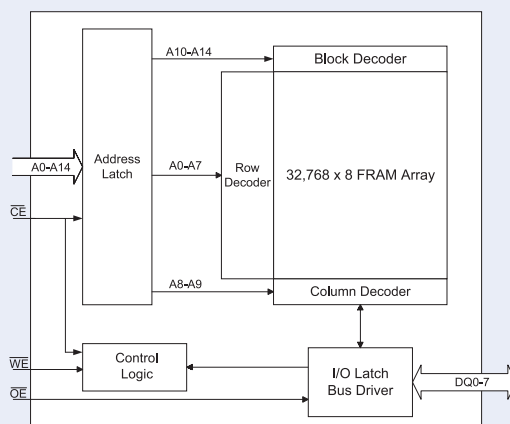 A10-A14
Block Decoder
A0-A14
Address
Latch
A0-A7
Row
Decoder
32,768 x 8 FRAM Array
CE
A8-A9
Column Decoder
WE
Control
Logic
I/O Latch
Bus Driver
DQ0-7
OE